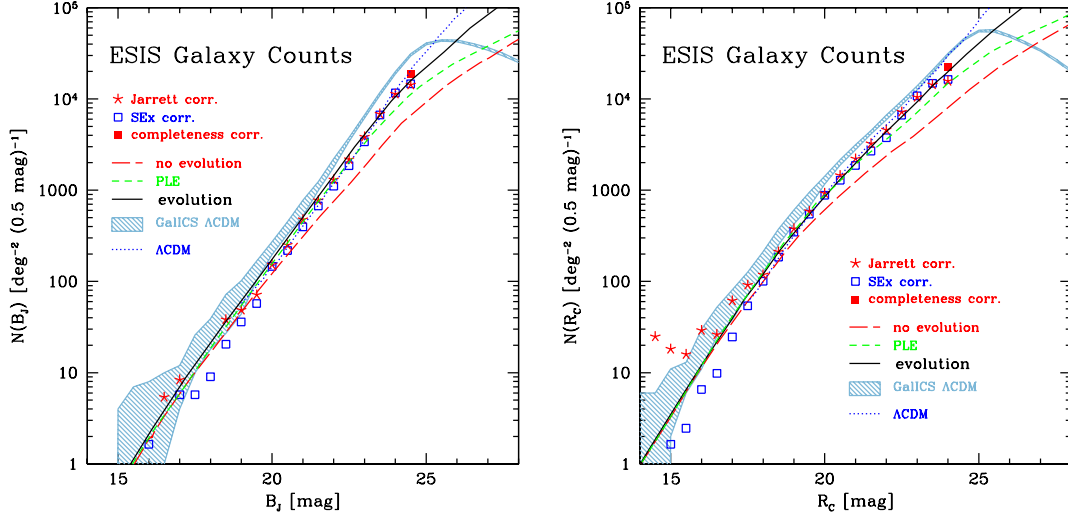 ESIS Galaxy Counts
Jarrett corr.
SEx corr.
completeness corr.
no evolution
PLE
evolution
GalICS ΛCDM
ΛCDM
N(B_J) [deg⁻² (0.5 mag)⁻¹]
10⁵
10⁴
1000
100
10
1
15 20 25
B_J [mag]
ESIS Galaxy Counts
Jarrett corr.
SEx corr.
completeness corr.
no evolution
PLE
evolution
GalICS ΛCDM
ΛCDM
N(R_C) [deg⁻² (0.5 mag)⁻¹]
10⁵
10⁴
1000
100
10
1
15 20 25
R_C [mag]